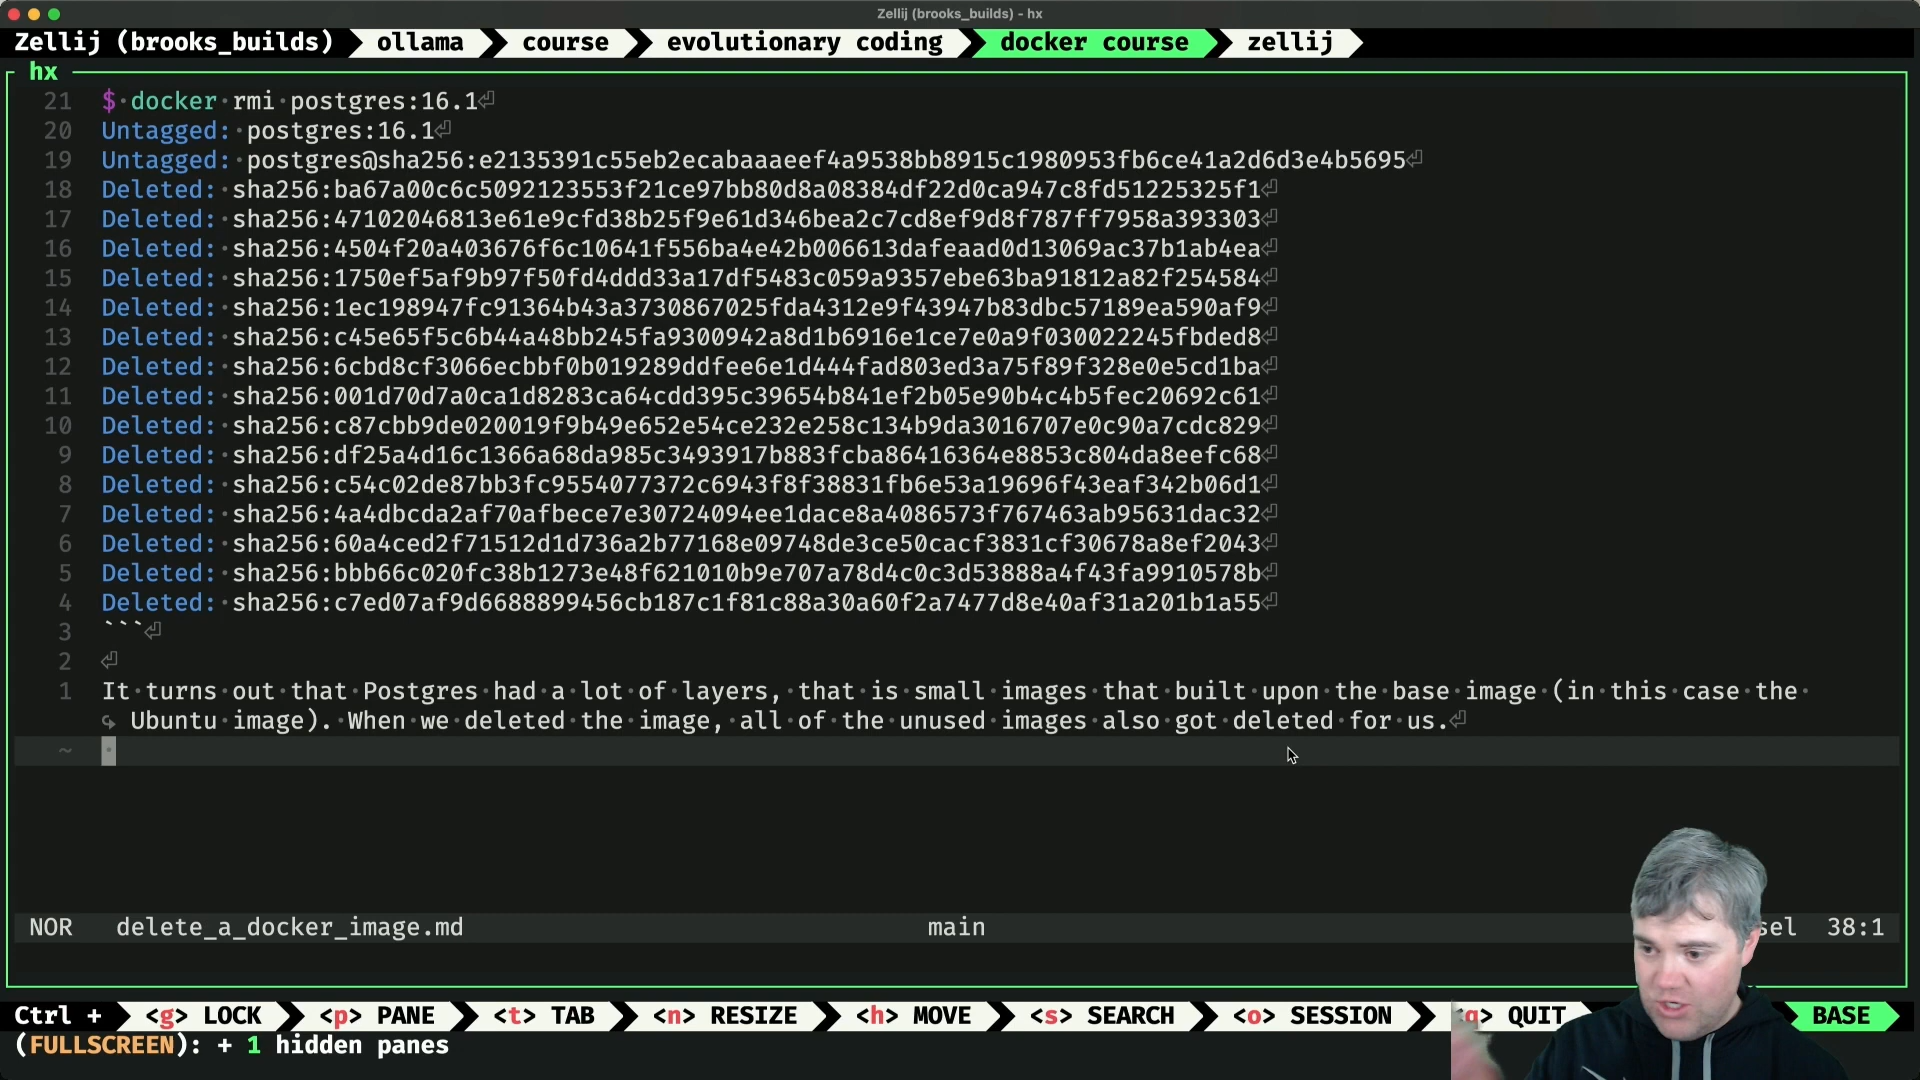 Zellij (brooks_builds) - hx
Zellij (brooks_builds) ollama course evolutionary coding docker course zellij
hx
21 $ docker rmi postgres:16.1
20 Untagged: postgres:16.1
19 Untagged: postgres@sha256:e2135391c55eb2ecabaaaeef4a9538bb8915c1980953fb6ce41a2d6d3e4b5695
18 Deleted: sha256:ba67a00c6c5092123553f21ce97bb80d8a08384df22d0ca947c8fd51225325f1
17 Deleted: sha256:47102046813e61e9cfd38b25f9e61d346bea2c7cd8ef9d8f787ff7958a393303
16 Deleted: sha256:4504f20a403676f6c10641f556ba4e42b006613dafeaad0d13069ac37b1ab4ea
15 Deleted: sha256:1750ef5af9b97f50fd4ddd33a17df5483c059a9357ebe63ba91812a82f254584
14 Deleted: sha256:1ec198947fc91364b43a3730867025fda4312e9f43947b83dbc57189ea590af9
13 Deleted: sha256:c45e65f5c6b44a48bb245fa9300942a8d1b6916e1ce7e0a9f030022245fbded8
12 Deleted: sha256:6cbd8cf3066ecbbf0b019289ddfee6e1d444fad803ed3a75f89f328e0e5cd1ba
11 Deleted: sha256:001d70d7a0ca1d8283ca64cdd395c39654b841ef2b05e90b4c4b5fec20692c61
10 Deleted: sha256:c87cbb9de020019f9b49e652e54ce232e258c134b9da3016707e0c90a7cdc829
9 Deleted: sha256:df25a4d16c1366a68da985c3493917b883fcba86416364e8853c804da8eefc68
8 Deleted: sha256:c54c02de87bb3fc9554077372c6943f8f38831fb6e53a19696f43eaf342b06d1
7 Deleted: sha256:4a4dbcda2af70afbece7e30724094ee1dace8a4086573f767463ab95631dac32
6 Deleted: sha256:60a4ced2f71512d1d736a2b77168e09748de3ce50cacf3831cf30678a8ef2043
5 Deleted: sha256:bbb66c020fc38b1273e48f621010b9e707a78d4c0c3d53888a4f43fa9910578b
4 Deleted: sha256:c7ed07af9d6688899456cb187c1f81c88a30a60f2a7477d8e40af31a201b1a55
3 ```
2
1 It turns out that Postgres had a lot of layers, that is small images that built upon the base image (in this case the
Ubuntu image). When we deleted the image, all of the unused images also got deleted for us.
~
NOR delete_a_docker_image.md main sel 38:1
Ctrl + <g> LOCK <p> PANE <t> TAB <n> RESIZE <h> MOVE <s> SEARCH <o> SESSION <q> QUIT BASE
(FULLSCREEN): + 1 hidden panes